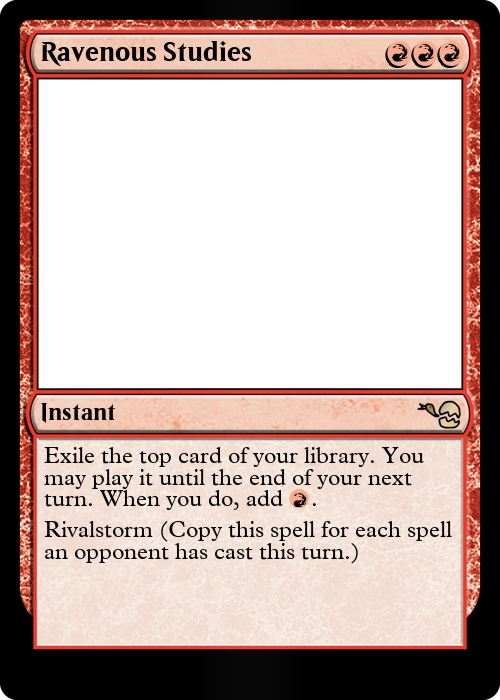 Ravenous Studies
Instant
Exile the top card of your library. You
may play it until the end of your next
turn. When you do, add .
Rivalstorm (Copy this spell for each spell
an opponent has cast this turn.)